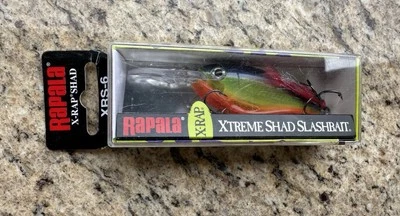 RAPALA
X-RAP SHAD
XRS-6
RAPALA
X-RAP
XTREME SHAD SLASHBAIT